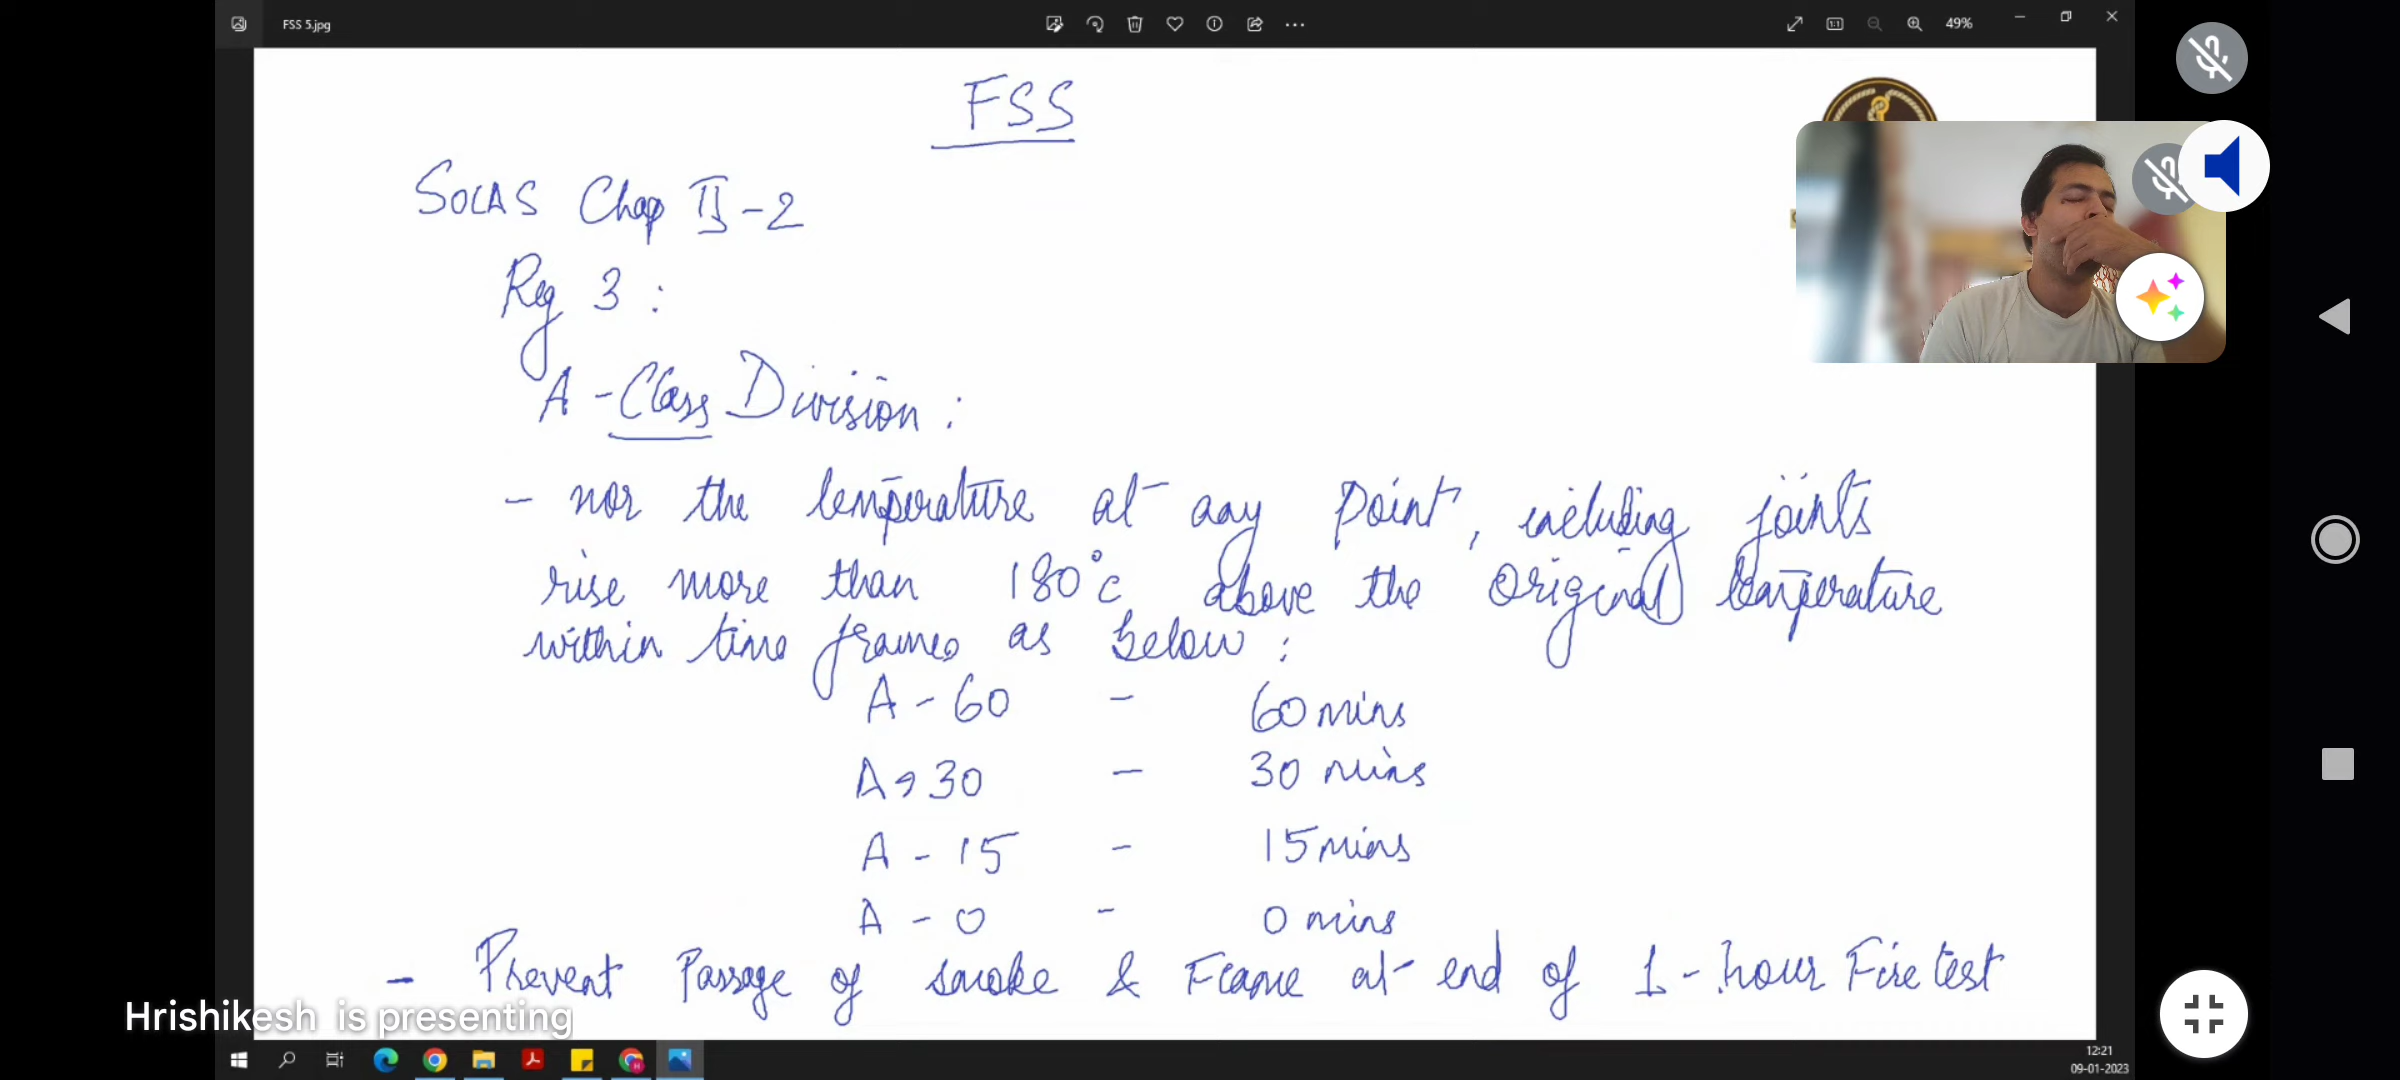 FSS 5.jpg
49%
FSS
SOLAS Chap II-2
Reg 3 :
A - Class Division :
- nor the temperature at any point, including joints
rise more than 180°C above the original temperature
within time frames as below :
A - 60 - 60 mins
A - 30 - 30 mins
A - 15 - 15 mins
A - 0 - 0 mins
- Prevent Passage of smoke & Flame at end of 1-hour Fire test
Hrishikesh is presenting
12:21
09-01-2023